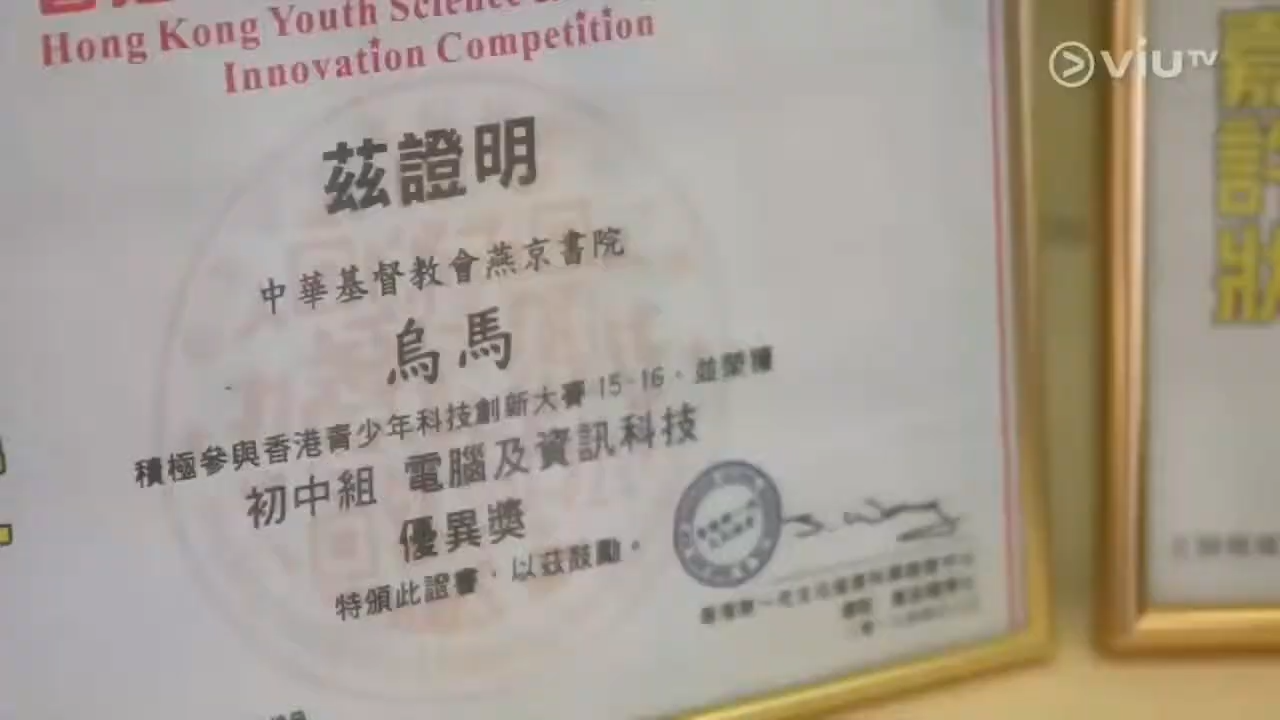 Hong Kong Youth Science
Innovation Competition
茲證明
中華基督教會燕京書院
烏馬
積極參與香港青少年科技創新大賽 15-16，並榮獲
初中組 電腦及資訊科技
優異獎
特頒此證書，以茲鼓勵。
viuTV
嘉許狀